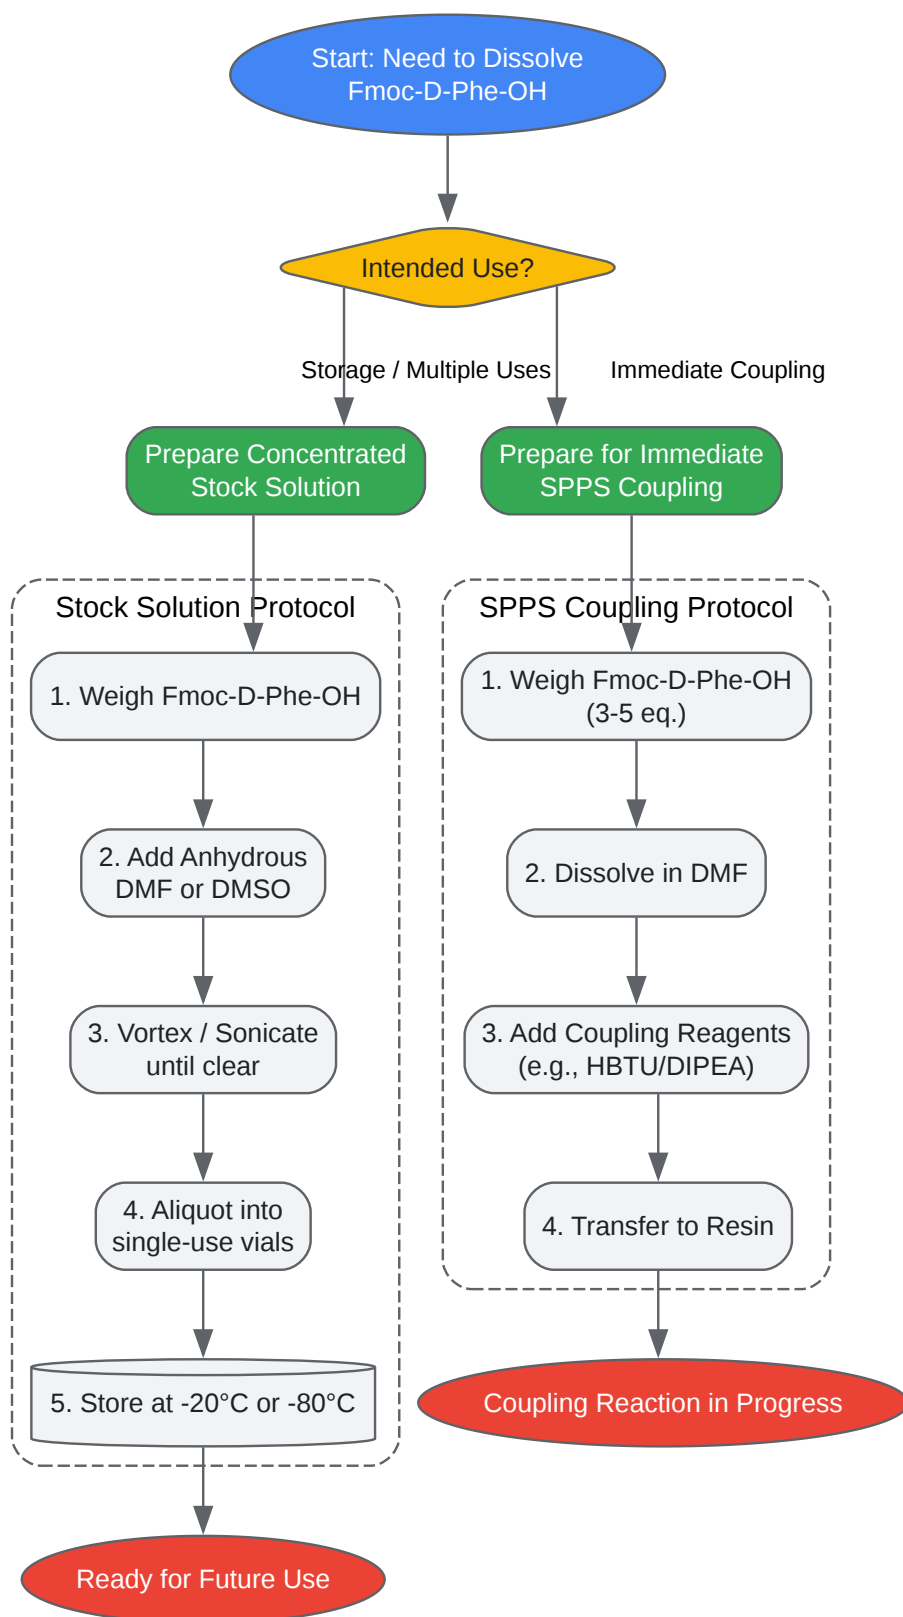 Start: Need to Dissolve
Fmoc-D-Phe-OH
Intended Use?
Storage / Multiple Uses
Immediate Coupling
Prepare Concentrated
Stock Solution
Prepare for Immediate
SPPS Coupling
Stock Solution Protocol
1. Weigh Fmoc-D-Phe-OH
2. Add Anhydrous
DMF or DMSO
3. Vortex / Sonicate
until clear
4. Aliquot into
single-use vials
5. Store at -20°C or -80°C
Ready for Future Use
SPPS Coupling Protocol
1. Weigh Fmoc-D-Phe-OH
(3-5 eq.)
2. Dissolve in DMF
3. Add Coupling Reagents
(e.g., HBTU/DIPEA)
4. Transfer to Resin
Coupling Reaction in Progress